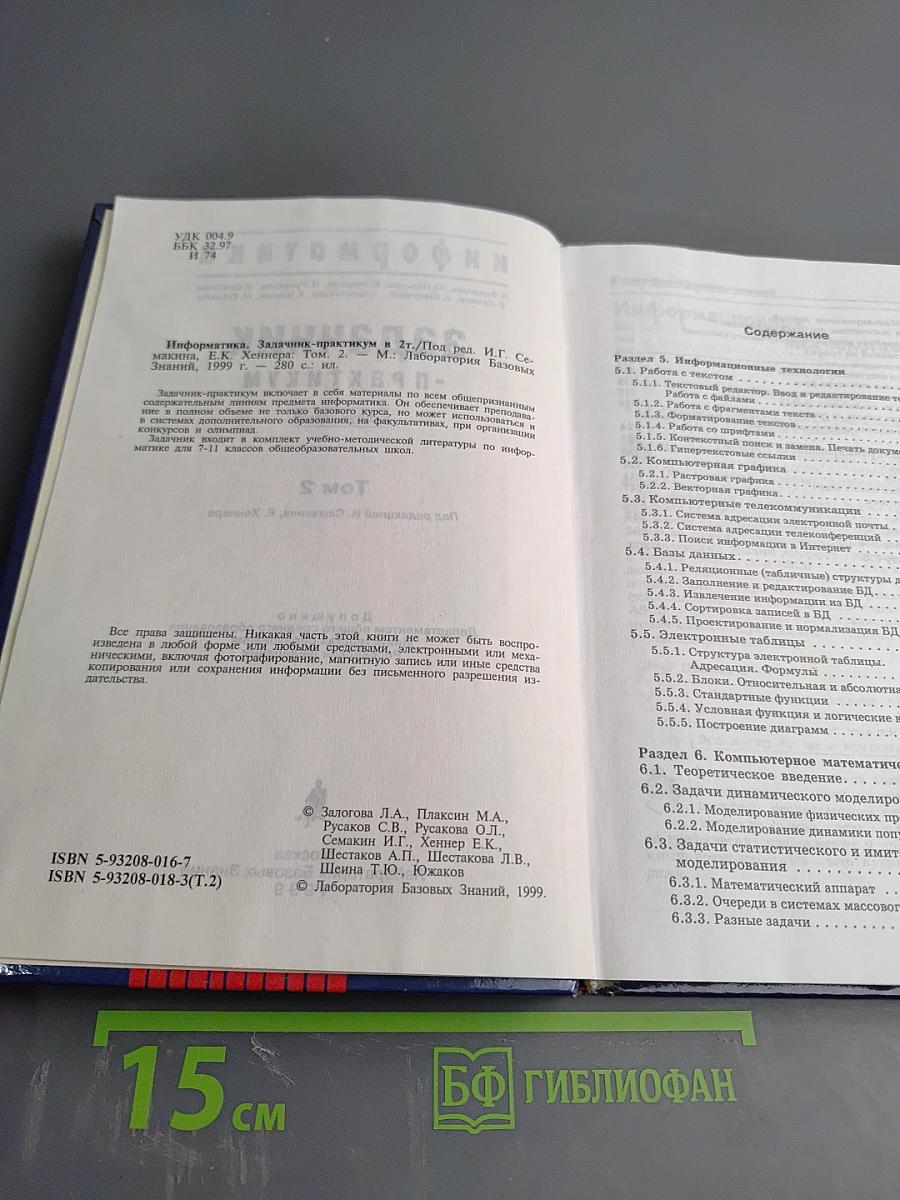 УДК 004.9
ББК 32.97
И 74
Информатика. Задачник-практикум в 2т./Под ред. И.Г. Се-
макина, Е.К. Хеннера: Том. 2. — М.: Лаборатория Базовых
Знаний, 1999 г. — 280 с.: ил.
Задачник-практикум включает в себя материалы по всем общепризнанным
содержательным линиям предмета информатика. Он обеспечивает преподава-
ние в полном объеме не только базового курса, но может использоваться и
в системах дополнительного образования, на факультативах, при организации
конкурсов и олимпиад.
Задачник входит в комплект учебно-методической литературы по инфор-
матике для 7-11 классов общеобразовательных школ.
Все права защищены. Никакая часть этой книги не может быть воспро-
изведена в любой форме или любыми средствами, электронными или меха-
ническими, включая фотографирование, магнитную запись или иные средства
копирования или сохранения информации без письменного разрешения из-
дательства.
© Залогова Л.А., Плаксин М.А.,
Русаков С.В., Русакова О.Л.,
Семакин И.Г., Хеннер Е.К.,
Шестаков А.П., Шестакова Л.В.,
Шеина Т.Ю., Южаков
ISBN 5-93208-016-7
ISBN 5-93208-018-3(Т.2)
© Лаборатория Базовых Знаний, 1999.
Содержание
Раздел 5. Информационные технологии
5.1. Работа с текстом
5.1.1. Текстовый редактор. Ввод и редактирование те
Работа с файлами
5.1.2. Работа с фрагментами текста
5.1.3. Форматирование текстов
5.1.4. Работа со шрифтами
5.1.5. Контекстный поиск и замена. Печать докум
5.1.6. Гипертекстовые ссылки
5.2. Компьютерная графика
5.2.1. Растровая графика
5.2.2. Векторная графика
5.3. Компьютерные телекоммуникации
5.3.1. Система адресации электронной почты
5.3.2. Система адресации телеконференций
5.3.3. Поиск информации в Интернет
5.4. Базы данных
5.4.1. Реляционные (табличные) структуры д
5.4.2. Заполнение и редактирование БД
5.4.3. Извлечение информации из БД
5.4.4. Сортировка записей в БД
5.4.5. Проектирование и нормализация БД
5.5. Электронные таблицы
5.5.1. Структура электронной таблицы.
Адресация. Формулы
5.5.2. Блоки. Относительная и абсолютна
5.5.3. Стандартные функции
5.5.4. Условная функция и логические в
5.5.5. Построение диаграмм
Раздел 6. Компьютерное математиче
6.1. Теоретическое введение
6.2. Задачи динамического моделиро
6.2.1. Моделирование физических пр
6.2.2. Моделирование динамики попу
6.3. Задачи статистического и имит
моделирования
6.3.1. Математический аппарат
6.3.2. Очереди в системах массовог
6.3.3. Разные задачи
15 см
БФ ГИБЛИОФАН